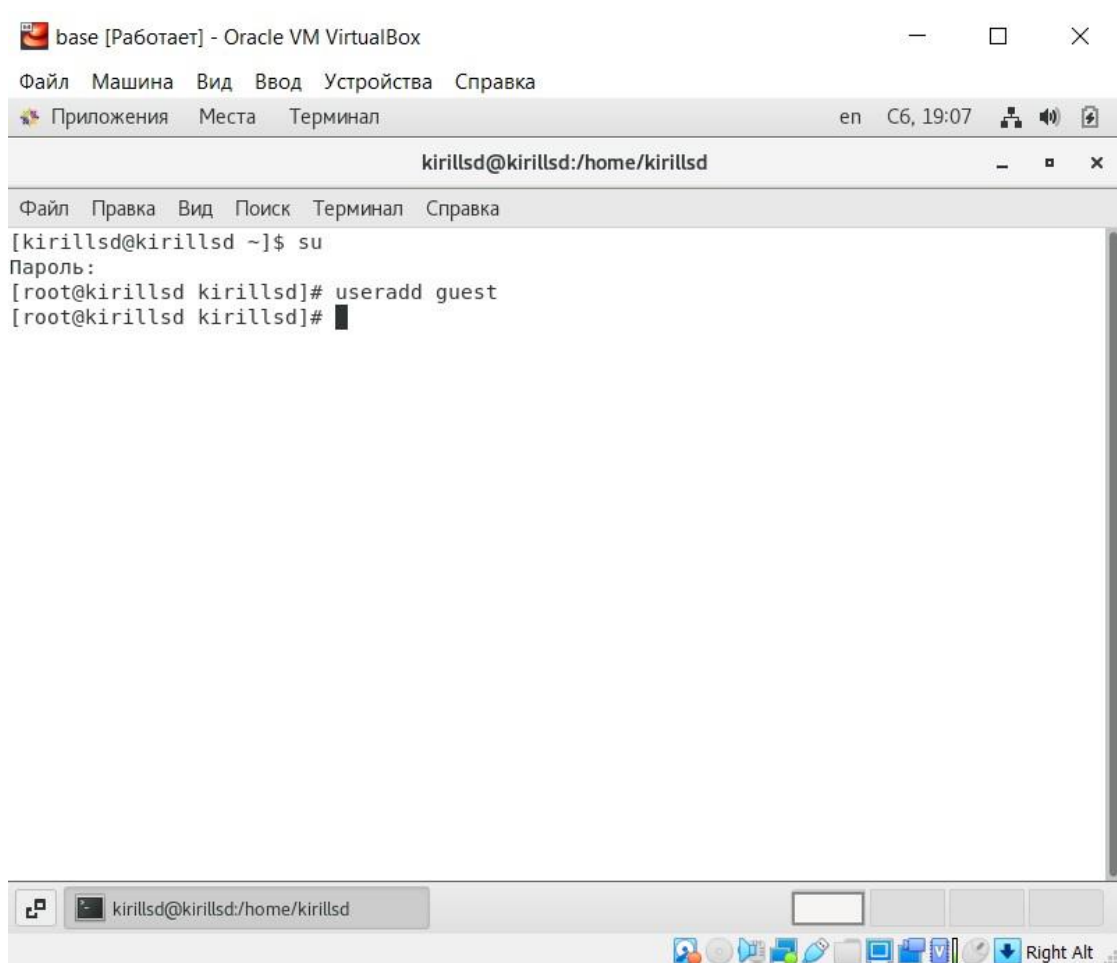 base [Работает] - Oracle VM VirtualBox
Файл Машина Вид Ввод Устройства Справка
Приложения Места Терминал en Сб, 19:07
kirillsd@kirillsd:/home/kirillsd
Файл Правка Вид Поиск Терминал Справка
[kirillsd@kirillsd ~]$ su
Пароль:
[root@kirillsd kirillsd]# useradd guest
[root@kirillsd kirillsd]#
kirillsd@kirillsd:/home/kirillsd
Right Alt